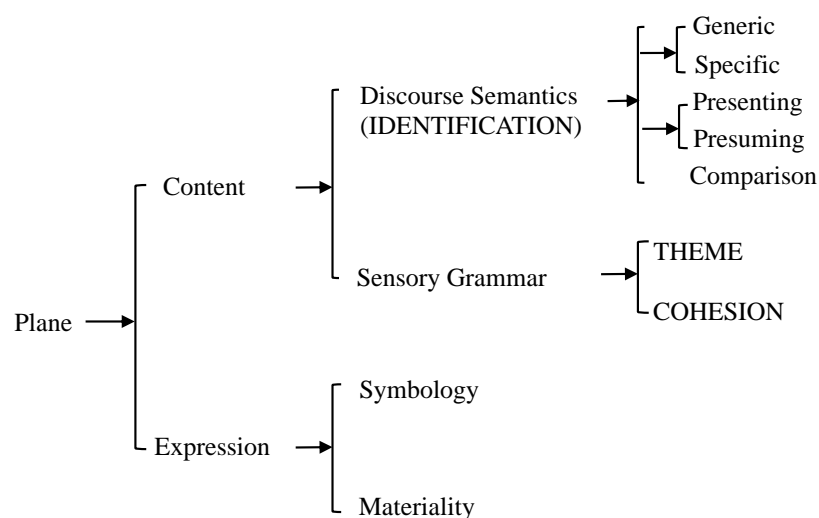 Generic
Specific
Discourse Semantics
(IDENTIFICATION)
Presenting
Presuming
Comparison
Content
THEME
Sensory Grammar
COHESION
Plane
Symbology
Expression
Materiality